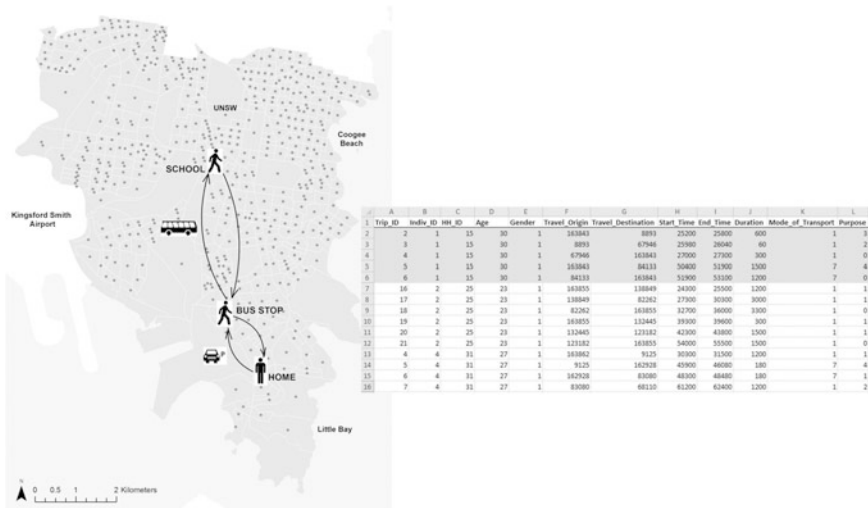 UNSW
Coogee
Beach
SCHOOL
Kingsford Smith
Airport
BUS STOP
HOME
Little Bay
N
0 0.5 1 2 Kilometers
A B C D E F G H I J K L
1 Trip_ID Indiv_ID HH_ID Age Gender Travel_Origin Travel_Destination Start_Time End_Time Duration Mode_of_Transport Purpose
2 2 1 15 30 1 163843 8893 25200 25800 600 1 3
3 3 1 15 30 1 8893 67946 25980 26040 60 1 2
4 4 1 15 30 1 67946 163843 27000 27300 300 1 0
5 5 1 15 30 1 163843 84133 50400 51900 1500 7 4
6 6 1 15 30 1 84133 163843 51900 53100 1200 7 0
7 16 2 25 23 1 163855 138849 24300 25500 1200 1 1
8 17 2 25 23 1 138849 82262 27300 30300 3000 1
9 18 2 25 23 1 82262 163855 32700 36000 3300 1 0
10 19 2 25 23 1 163855 132445 39300 39600 300 1 1
11 20 2 25 23 1 132445 123182 42300 43800 1500 1
12 21 2 25 23 1 123182 163855 54000 55500 1500 1 0
13 4 4 31 27 1 163862 9125 30300 31500 1200 1 1
14 5 4 31 27 1 9125 162928 45900 46080 180 7 4
15 6 4 31 27 1 162928 83080 48300 48480 180 7 1
16 7 4 31 27 1 83080 68110 61200 62400 1200 1 2